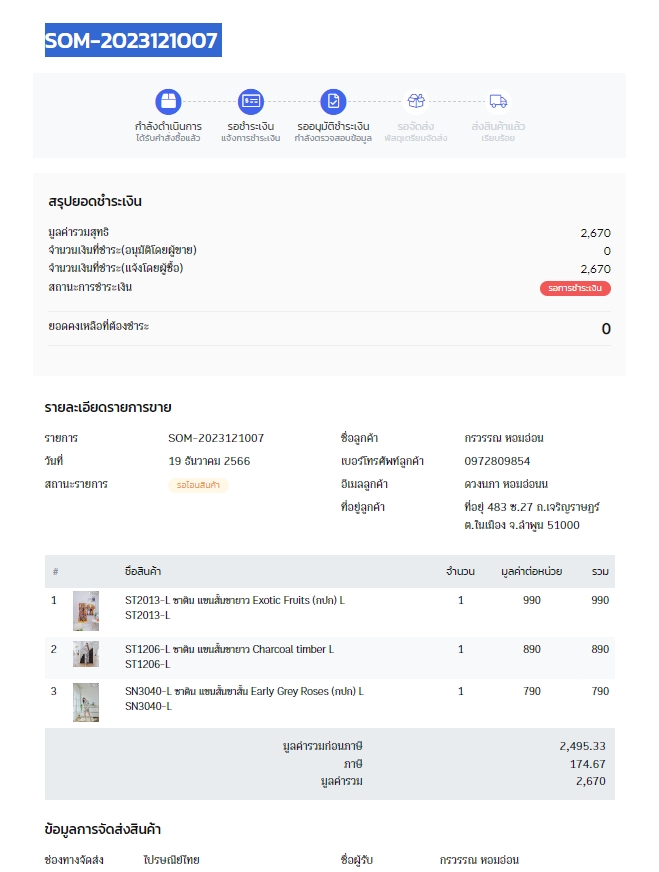 SOM-2023121007
กำลังดำเนินการ รอชำระเงิน รออนุมัติชำระเงิน รอจัดส่ง ส่งสินค้าแล้ว
ได้รับคำสั่งซื้อแล้ว แจ้งการชำระเงิน กำลังตรวจสอบข้อมูล พัสดุเตรียมจัดส่ง เรียบร้อย
สรุปยอดชำระเงิน
มูลค่ารวมสุทธิ 2,670
จำนวนเงินที่ชำระ(อนุมัติโดยผู้ขาย) 0
จำนวนเงินที่ชำระ(แจ้งโดยผู้ซื้อ) 2,670
สถานะการชำระเงิน รอการชำระเงิน
ยอดคงเหลือที่ต้องชำระ 0
รายละเอียดรายการขาย
รายการ SOM-2023121007 ชื่อลูกค้า กรวรรณ หอมอ่อน
วันที่ 19 ธันวาคม 2566 เบอร์โทรศัพท์ลูกค้า 0972809854
สถานะรายการ รอโอนสินค้า อีเมลลูกค้า ดวงนภา หอมอ่อนน
ที่อยู่ลูกค้า ที่อยู่ 483 ซ.27 ถ.เจริญราษฎร์
ต.ในเมือง จ.ลำพูน 51000
# ชื่อสินค้า จำนวน มูลค่าต่อหน่วย รวม
1 ST2013-L ซาติน แขนสั้นขายาว Exotic Fruits (กปก) L 1 990 990
ST2013-L
2 ST1206-L ซาติน แขนสั้นขายาว Charcoal timber L 1 890 890
ST1206-L
3 SN3040-L ซาติน แขนสั้นขาสั้น Early Grey Roses (กปก) L 1 790 790
SN3040-L
มูลค่ารวมก่อนภาษี 2,495.33
ภาษี 174.67
มูลค่ารวม 2,670
ข้อมูลการจัดส่งสินค้า
ช่องทางจัดส่ง ไปรษณีย์ไทย ชื่อผู้รับ กรวรรณ หอมอ่อน